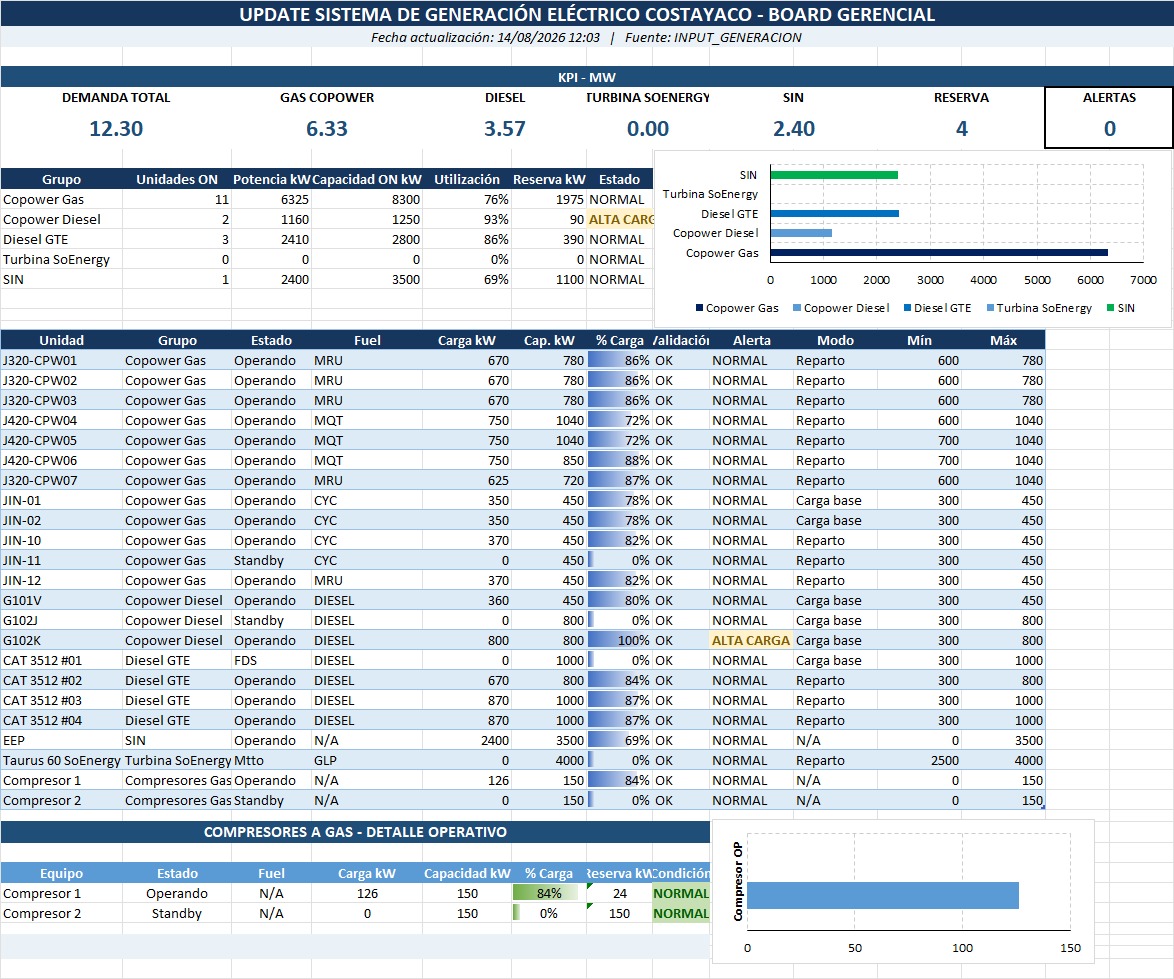 UPDATE SISTEMA DE GENERACIÓN ELÉCTRICO COSTAYACO - BOARD GERENCIAL
Fecha actualización: 14/08/2026 12:03 | Fuente: INPUT_GENERACION
KPI - MW
DEMANDA TOTAL GAS COPOWER DIESEL TURBINA SOENERGY SIN RESERVA ALERTAS
12.30 6.33 3.57 0.00 2.40 4 0
Grupo Unidades ON Potencia kW Capacidad ON kW Utilización Reserva kW Estado
Copower Gas 11 6325 8300 76% 1975 NORMAL
Copower Diesel 2 1160 1250 93% 90 ALTA CARG
Diesel GTE 3 2410 2800 86% 390 NORMAL
Turbina SoEnergy 0 0 0 0% 0 NORMAL
SIN 1 2400 3500 69% 1100 NORMAL
SIN
Turbina SoEnergy
Diesel GTE
Copower Diesel
Copower Gas
0 1000 2000 3000 4000 5000 6000 7000
Copower Gas Copower Diesel Diesel GTE Turbina SoEnergy SIN
Unidad Grupo Estado Fuel Carga kW Cap. kW % Carga Validación Alerta Modo Mín Máx
J320-CPW01 Copower Gas Operando MRU 670 780 86% OK NORMAL Reparto 600 780
J320-CPW02 Copower Gas Operando MRU 670 780 86% OK NORMAL Reparto 600 780
J320-CPW03 Copower Gas Operando MRU 670 780 86% OK NORMAL Reparto 600 780
J420-CPW04 Copower Gas Operando MQT 750 1040 72% OK NORMAL Reparto 600 1040
J420-CPW05 Copower Gas Operando MQT 750 1040 72% OK NORMAL Reparto 700 1040
J420-CPW06 Copower Gas Operando MQT 750 850 88% OK NORMAL Reparto 700 1040
J320-CPW07 Copower Gas Operando MRU 625 720 87% OK NORMAL Reparto 600 1040
JIN-01 Copower Gas Operando CYC 350 450 78% OK NORMAL Carga base 300 450
JIN-02 Copower Gas Operando CYC 350 450 78% OK NORMAL Carga base 300 450
JIN-10 Copower Gas Operando CYC 370 450 82% OK NORMAL Reparto 300 450
JIN-11 Copower Gas Standby CYC 0 450 0% OK NORMAL Reparto 300 450
JIN-12 Copower Gas Operando MRU 370 450 82% OK NORMAL Reparto 300 450
G101V Copower Diesel Operando DIESEL 360 450 80% OK NORMAL Carga base 300 450
G102J Copower Diesel Standby DIESEL 0 800 0% OK NORMAL Carga base 300 800
G102K Copower Diesel Operando DIESEL 800 800 100% OK ALTA CARGA Carga base 300 800
CAT 3512 #01 Diesel GTE FDS DIESEL 0 1000 0% OK NORMAL Carga base 300 1000
CAT 3512 #02 Diesel GTE Operando DIESEL 670 800 84% OK NORMAL Reparto 300 800
CAT 3512 #03 Diesel GTE Operando DIESEL 870 1000 87% OK NORMAL Reparto 300 1000
CAT 3512 #04 Diesel GTE Operando DIESEL 870 1000 87% OK NORMAL Reparto 300 1000
EEP SIN Operando N/A 2400 3500 69% OK NORMAL N/A 0 3500
Taurus 60 SoEnergy Turbina SoEnergy Mtto GLP 0 4000 0% OK NORMAL Reparto 2500 4000
Compresor 1 Compresores Gas Operando N/A 126 150 84% OK NORMAL N/A 0 150
Compresor 2 Compresores Gas Standby N/A 0 150 0% OK NORMAL N/A 0 150
COMPRESORES A GAS - DETALLE OPERATIVO
Equipo Estado Fuel Carga kW Capacidad kW % Carga Reserva kW Condición
Compresor 1 Operando N/A 126 150 84% 24 NORMAL
Compresor 2 Standby N/A 0 150 0% 150 NORMAL
Compresor OP
0 50 100 150